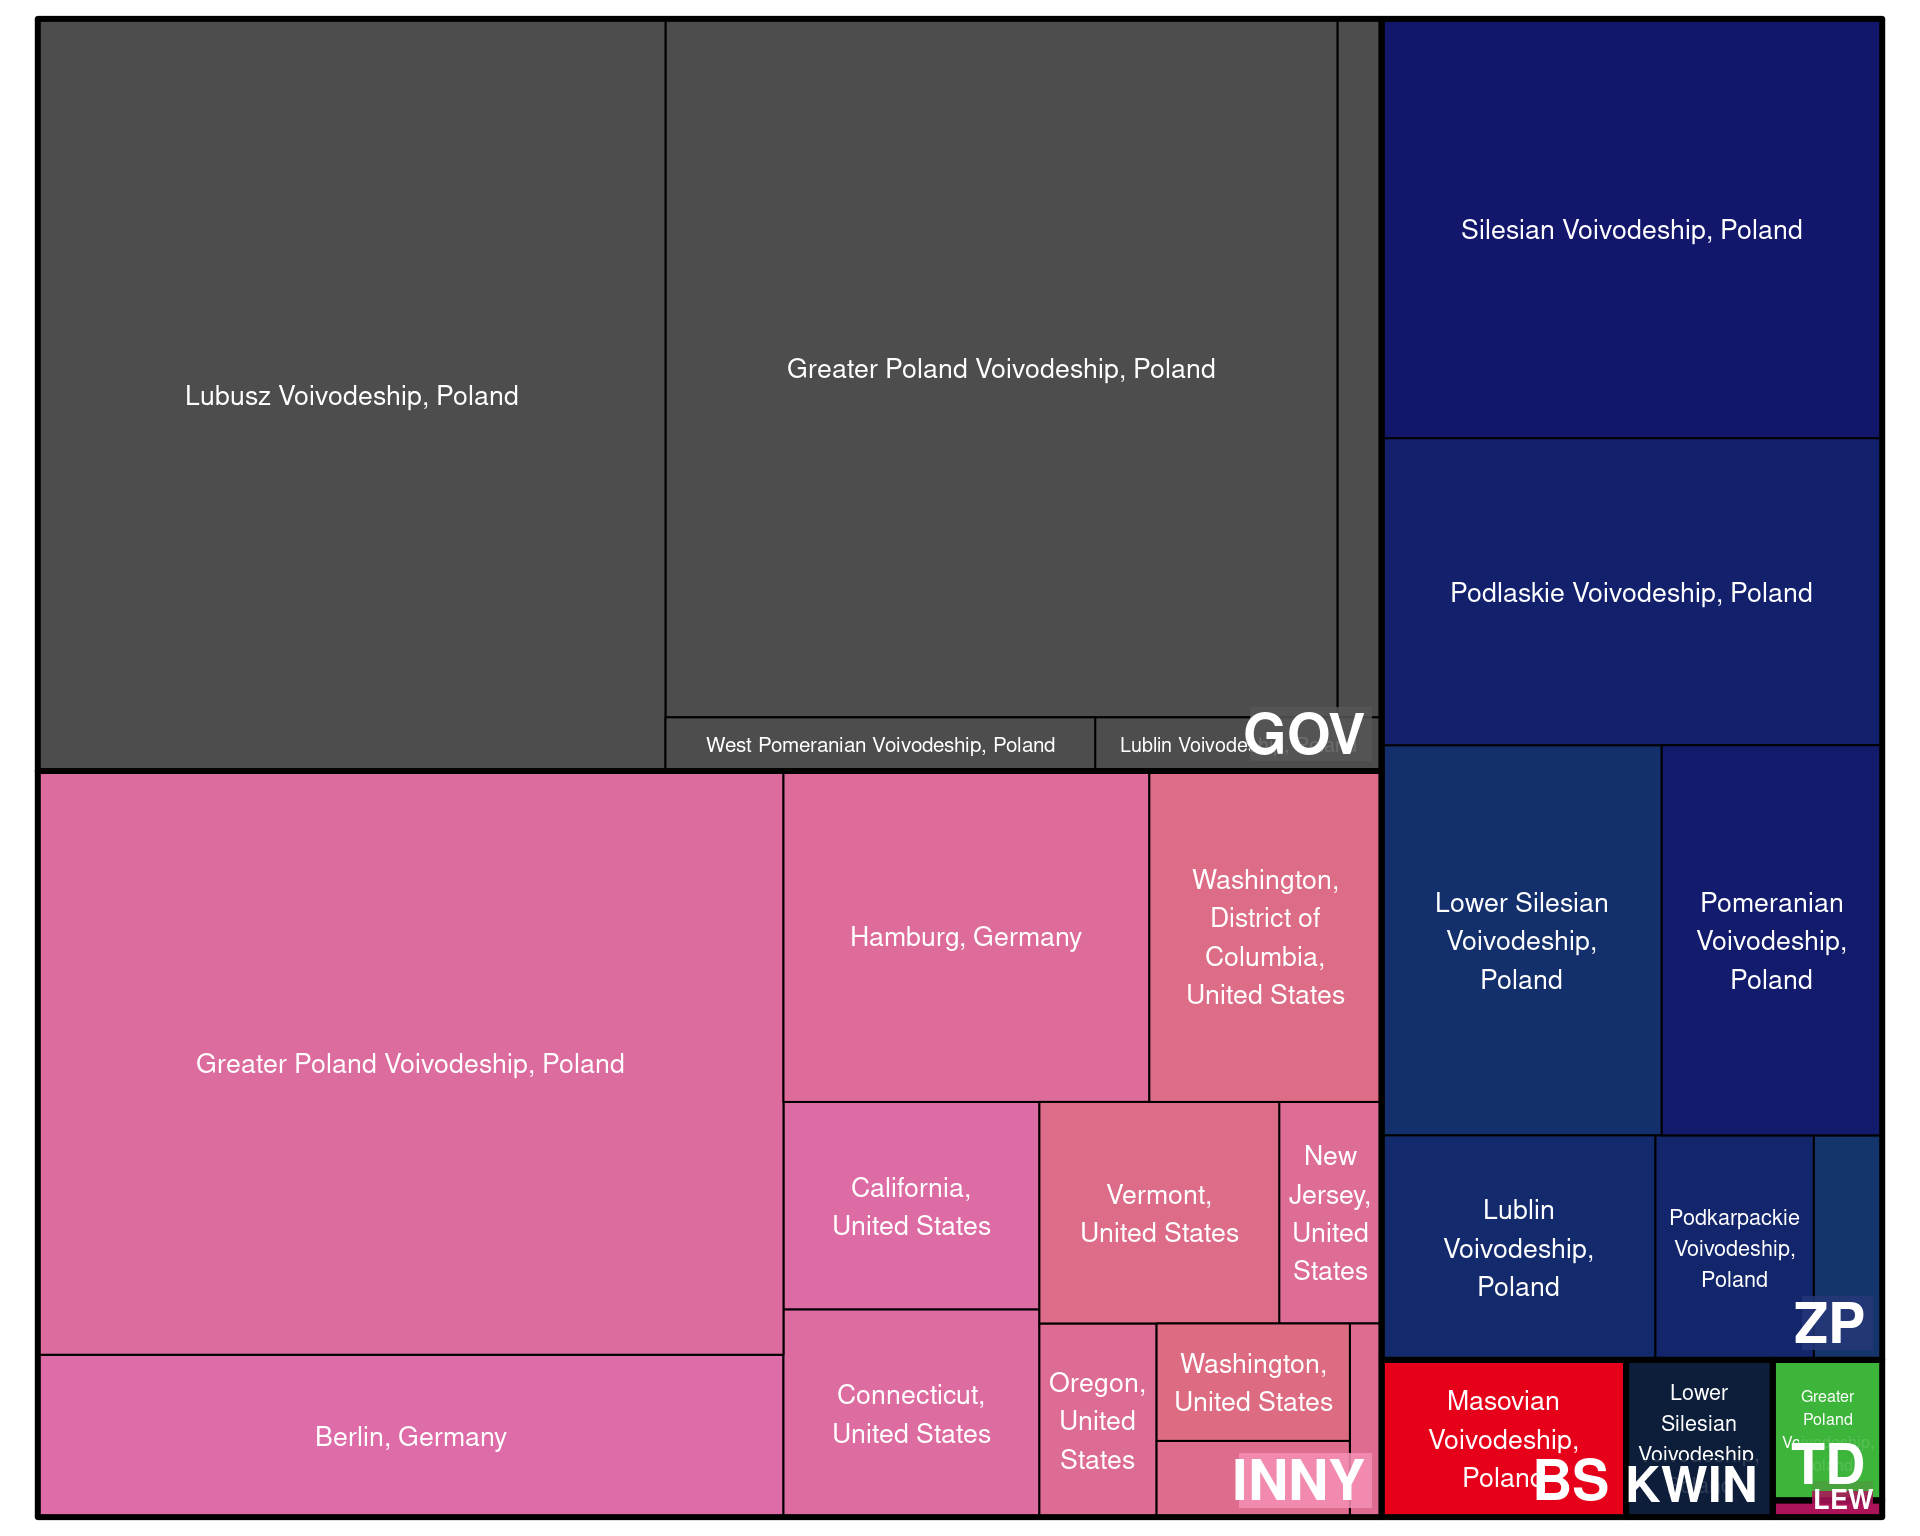 Lubusz Voivodeship, Poland
Greater Poland Voivodeship, Poland
West Pomeranian Voivodeship, Poland
Lublin Voivodeship, Poland
GOV
Silesian Voivodeship, Poland
Podlaskie Voivodeship, Poland
Lower Silesian
Voivodeship,
Poland
Pomeranian
Voivodeship,
Poland
Lublin
Voivodeship,
Poland
Podkarpackie
Voivodeship,
Poland
ZP
Greater Poland Voivodeship, Poland
Berlin, Germany
Hamburg, Germany
Washington,
District of
Columbia,
United States
California,
United States
Vermont,
United States
New
Jersey,
United
States
Connecticut,
United States
Oregon,
United
States
Washington,
United States
INNY
Masovian
Voivodeship,
Poland
BS
Lower
Silesian
Voivodeship,
KWIN
Greater
Poland
Voivodeship,
TD
LEW